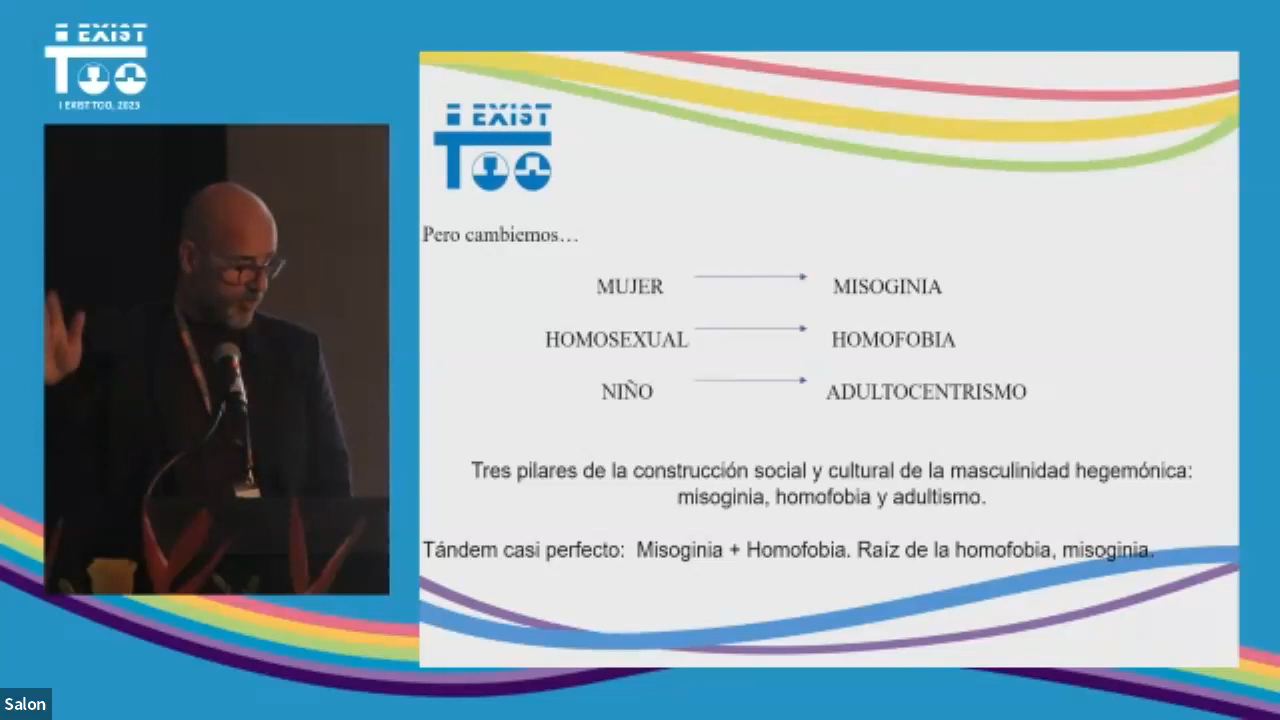 I EXIST
TOO
I EXIST TOO, 2023
I EXIST
TOO
Pero cambiemos…
MUJER MISOGINIA
HOMOSEXUAL HOMOFOBIA
NIÑO ADULTOCENTRISMO
Tres pilares de la construcción social y cultural de la masculinidad hegemónica:
misoginia, homofobia y adultismo.
Tándem casi perfecto: Misoginia + Homofobia. Raíz de la homofobia, misoginia.
Salon